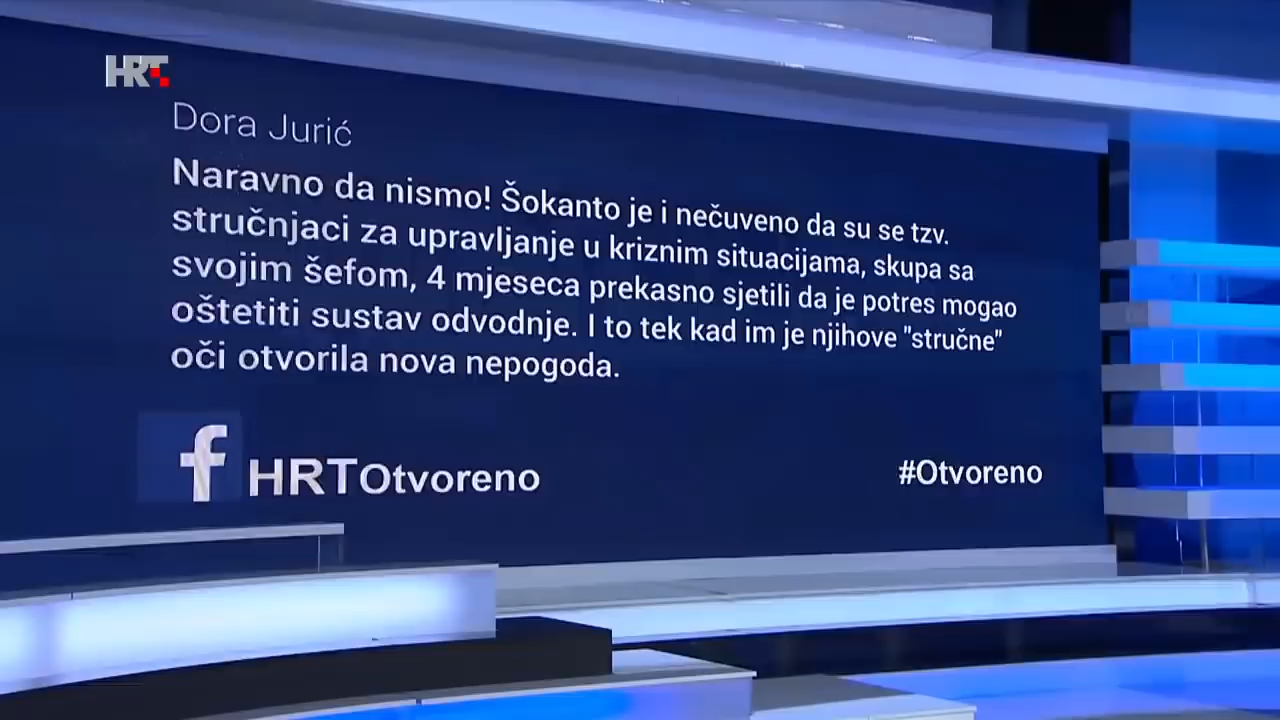 HRT
Dora Jurić
Naravno da nismo! Šokanto je i nečuveno da su se tzv.
stručnjaci za upravljanje u kriznim situacijama, skupa sa
svojim šefom, 4 mjeseca prekasno sjetili da je potres mogao
oštetiti sustav odvodnje. I to tek kad im je njihove "stručne"
oči otvorila nova nepogoda.
f HRTOtvoreno
#Otvoreno